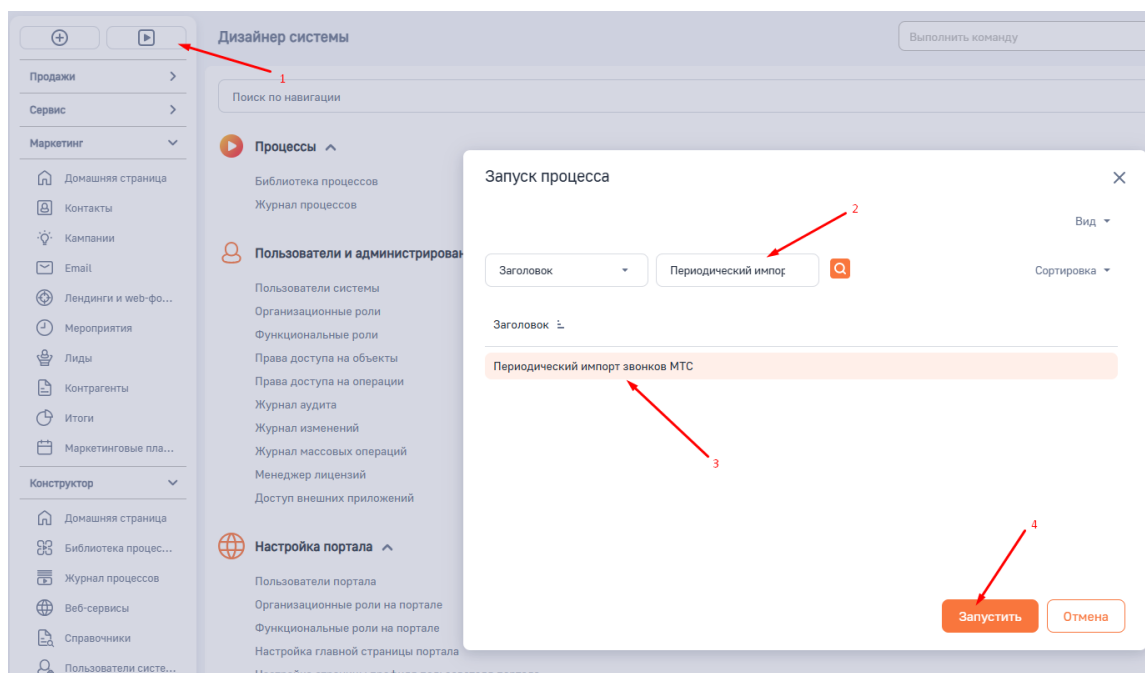 Дизайнер системы
Выполнить команду
1
Продажи
Сервис
Маркетинг
Домашняя страница
Контакты
Кампании
Email
Лендинги и web-фо...
Мероприятия
Лиды
Контрагенты
Итоги
Маркетинговые пла...
Конструктор
Домашняя страница
Библиотека процес...
Журнал процессов
Веб-сервисы
Справочники
Пользователи систе...
Поиск по навигации
Процессы
Библиотека процессов
Журнал процессов
Пользователи и администрирован
Пользователи системы
Организационные роли
Функциональные роли
Права доступа на объекты
Права доступа на операции
Журнал аудита
Журнал изменений
Журнал массовых операций
Менеджер лицензий
Доступ внешних приложений
Настройка портала
Пользователи портала
Организационные роли на портале
Функциональные роли на портале
Настройка главной страницы портала
Запуск процесса
2
Вид
Заголовок
Периодический импор
Сортировка
Заголовок
Периодический импорт звонков МТС
3
4
Запустить
Отмена